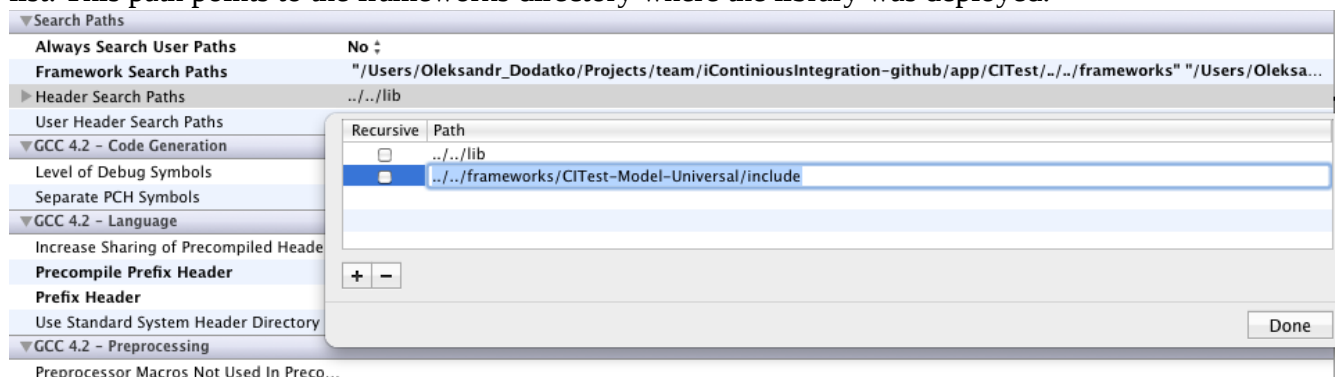 list. This path points to the frameworks directory where the library was deployed.
Search Paths
Always Search User Paths No
Framework Search Paths "/Users/Oleksandr_Dodatko/Projects/team/iContiniousIntegration-github/app/CITest/../../frameworks" "/Users/Oleksa...
Header Search Paths ../../lib
User Header Search Paths
Recursive Path
GCC 4.2 – Code Generation
../../lib
Level of Debug Symbols
../../frameworks/CITest-Model-Universal/include
Separate PCH Symbols
GCC 4.2 – Language
Increase Sharing of Precompiled Heade
Precompile Prefix Header
+ −
Prefix Header
Use Standard System Header Directory
Done
GCC 4.2 – Preprocessing
Preprocessor Macros Not Used In Preco...